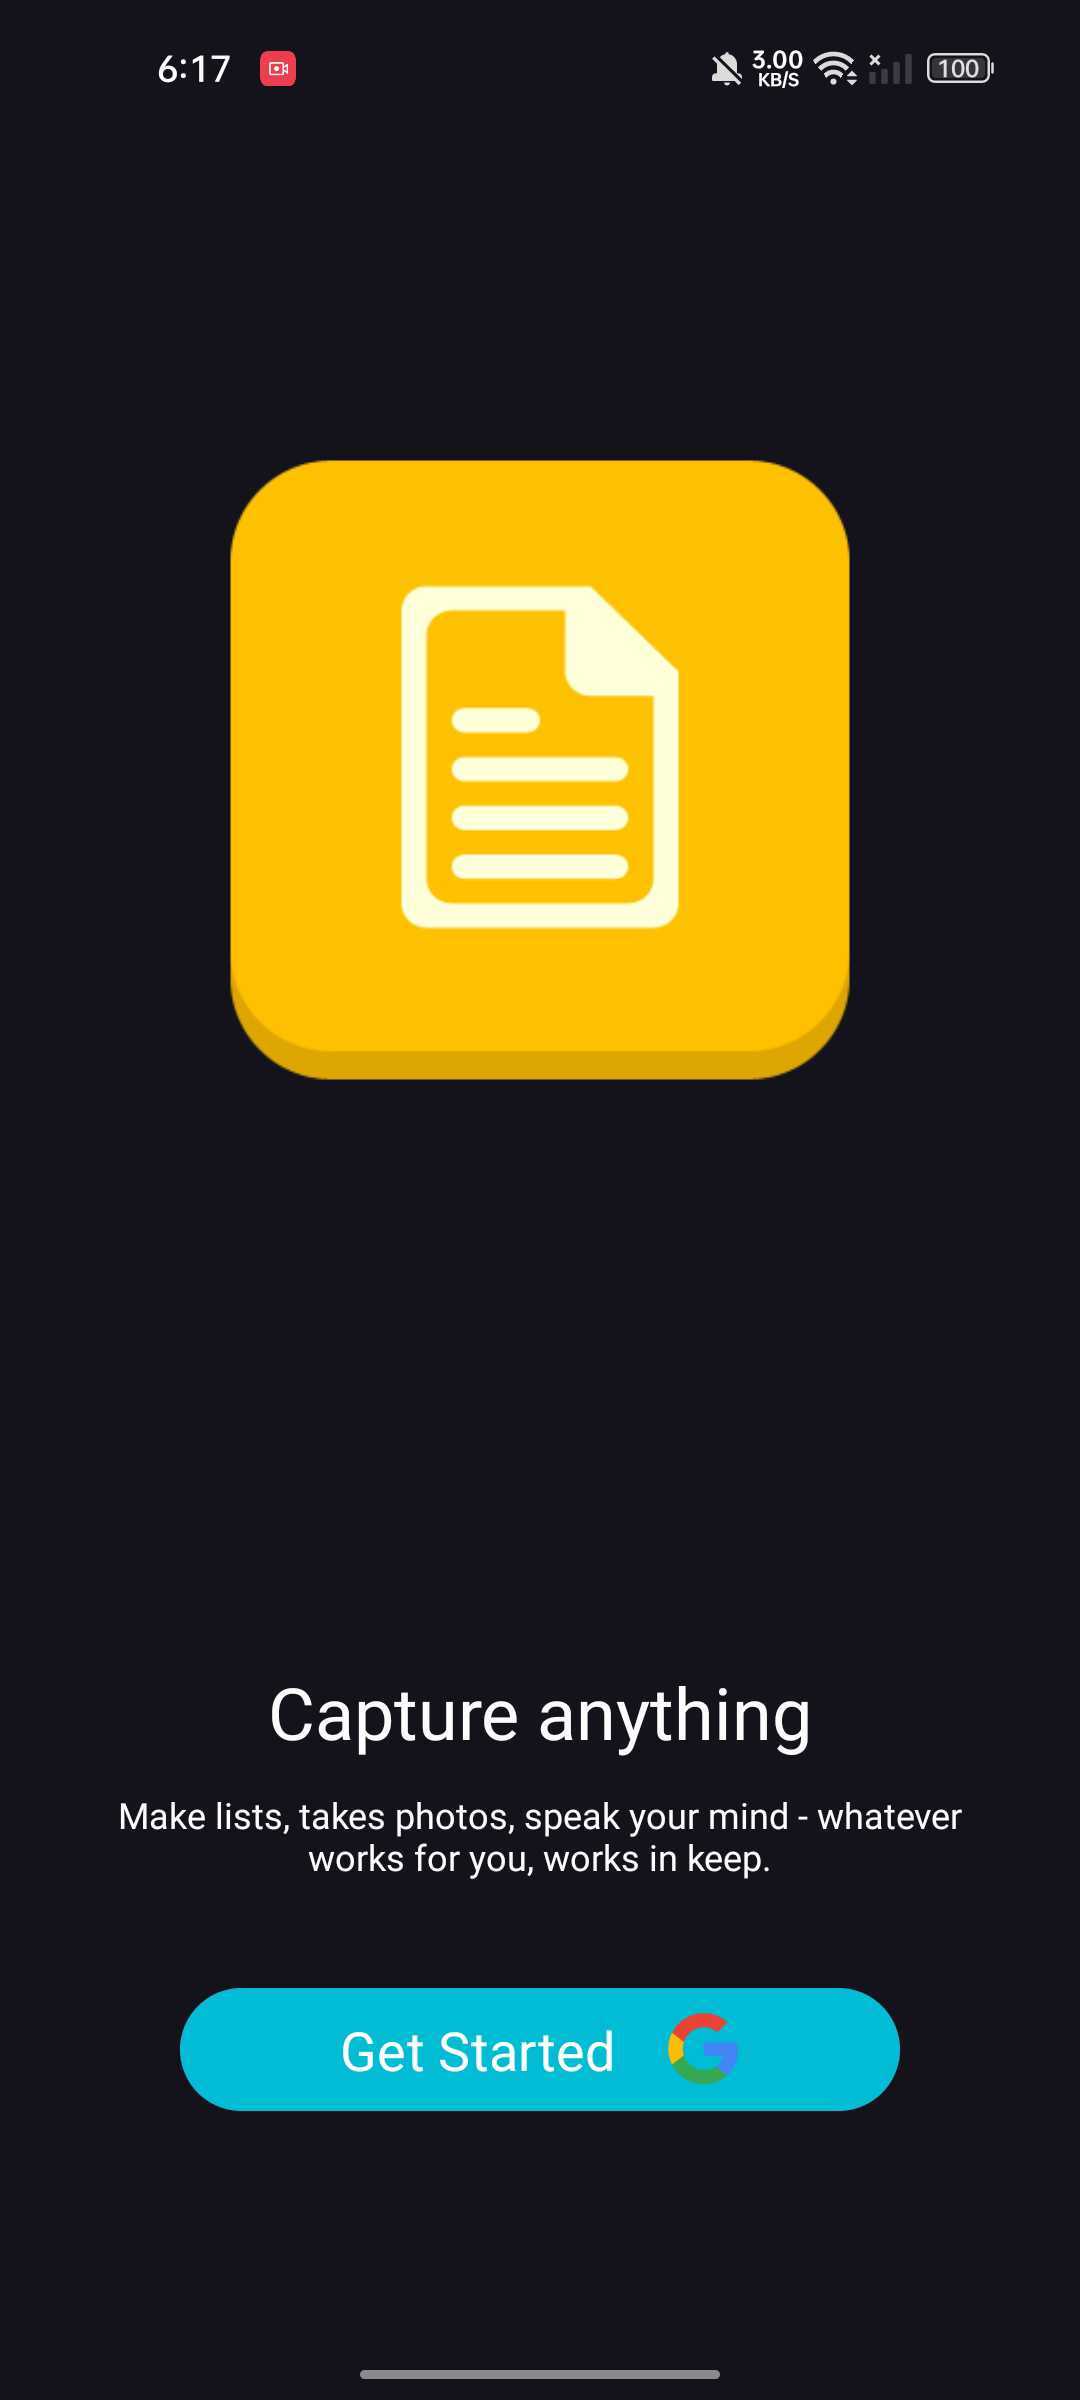 6:17
3.00
KB/S
100
Capture anything
Make lists, takes photos, speak your mind - whatever
works for you, works in keep.
Get Started